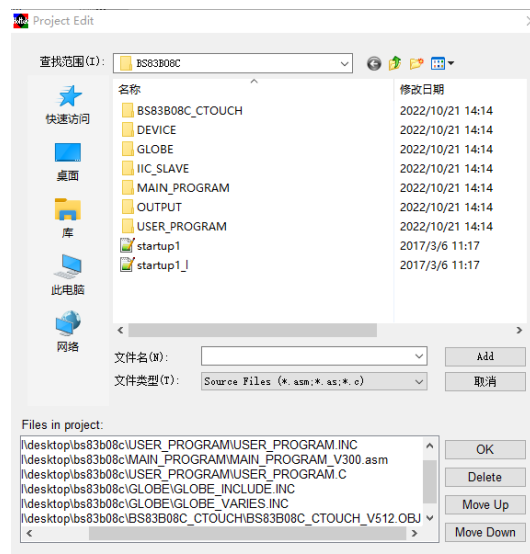 Project Edit
查找范围(I): BS83B08C
名称 修改日期
BS83B08C_CTOUCH 2022/10/21 14:14
DEVICE 2022/10/21 14:14
GLOBE 2022/10/21 14:14
IIC_SLAVE 2022/10/21 14:14
MAIN_PROGRAM 2022/10/21 14:14
OUTPUT 2022/10/21 14:14
USER_PROGRAM 2022/10/21 14:14
startup1 2017/3/6 11:17
startup1_l 2017/3/6 11:17
快速访问
桌面
库
此电脑
网络
文件名(N): Add
文件类型(T): Source Files (*.asm;*.as;*.c) 取消
Files in project:
l\desktop\bs83b08c\USER_PROGRAM\USER_PROGRAM.INC
l\desktop\bs83b08c\MAIN_PROGRAM\MAIN_PROGRAM_V300.asm
l\desktop\bs83b08c\USER_PROGRAM\USER_PROGRAM.C
l\desktop\bs83b08c\GLOBE\GLOBE_INCLUDE.INC
l\desktop\bs83b08c\GLOBE\GLOBE_VARIES.INC
l\desktop\bs83b08c\BS83B08C_CTOUCH\BS83B08C_CTOUCH_V512.OBJ
OK
Delete
Move Up
Move Down